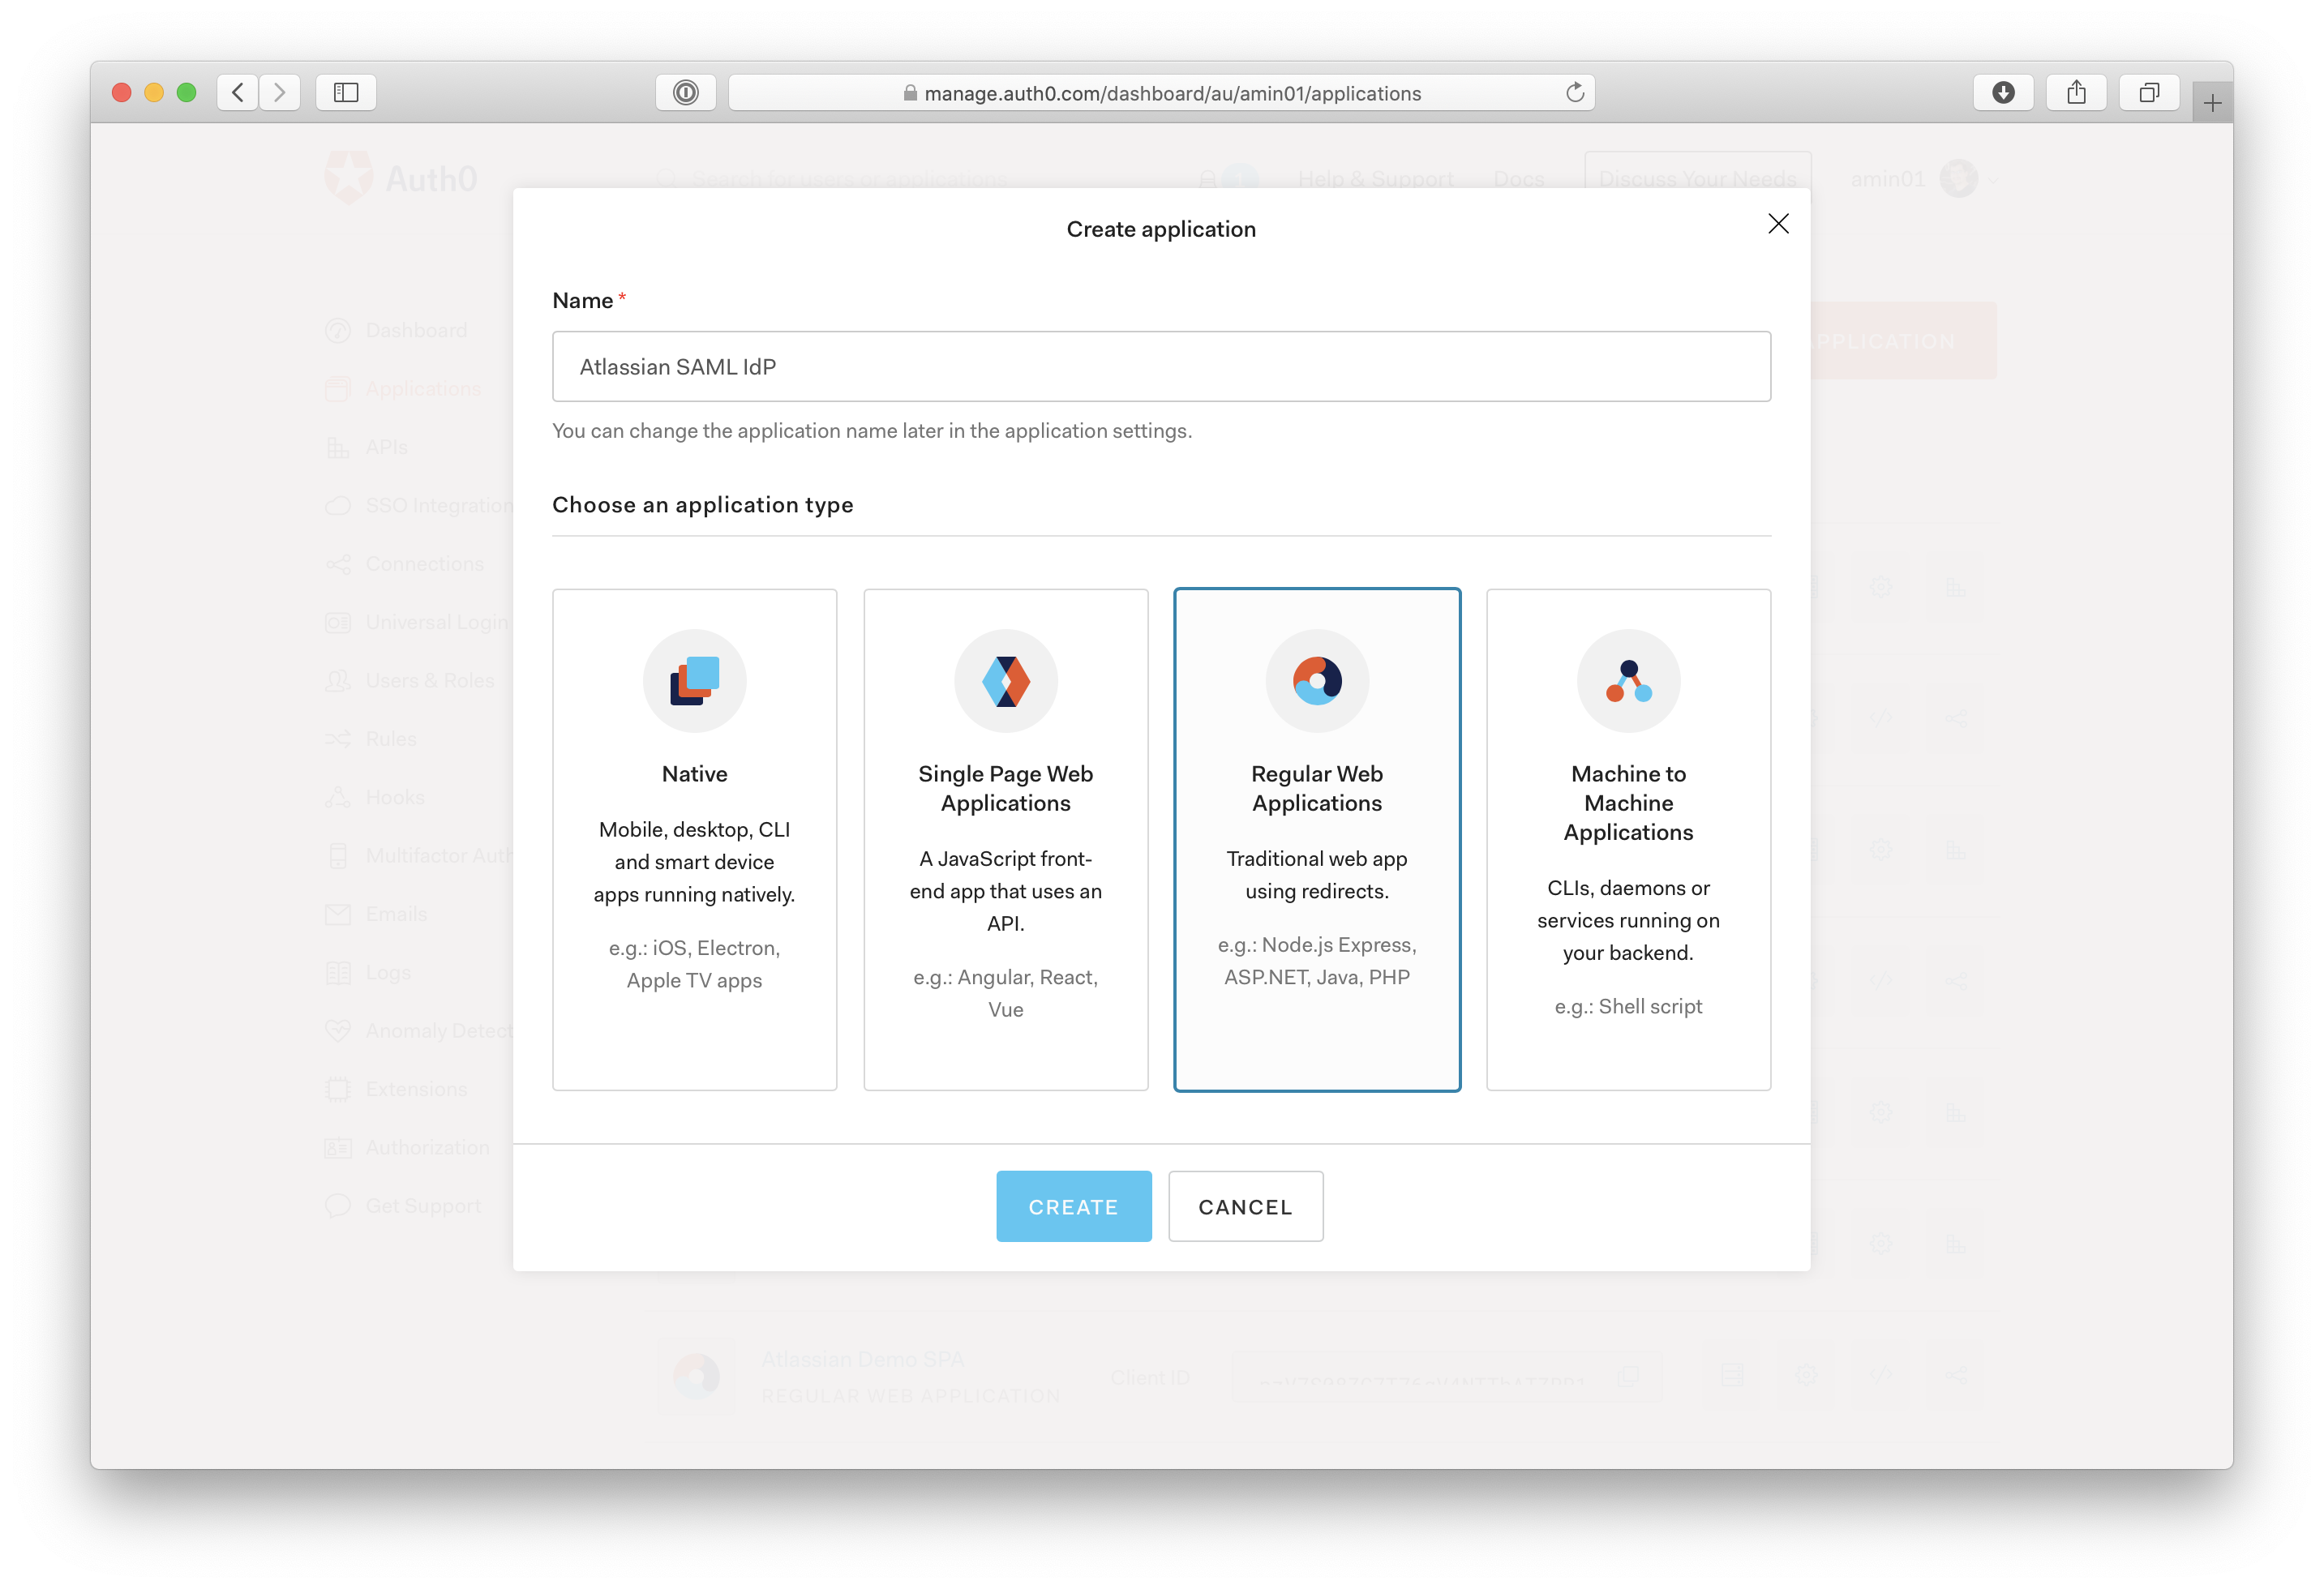 manage.auth0.com/dashboard/au/amin01/applications
Auth0
Search for users or applications
1
Help & Support
Docs
Discuss Your Needs
amin01
Create application
Name *
Atlassian SAML IdP
You can change the application name later in the application settings.
Choose an application type
Native
Mobile, desktop, CLI
and smart device
apps running natively.
e.g.: iOS, Electron,
Apple TV apps
Single Page Web
Applications
A JavaScript front-
end app that uses an
API.
e.g.: Angular, React,
Vue
Regular Web
Applications
Traditional web app
using redirects.
e.g.: Node.js Express,
ASP.NET, Java, PHP
Machine to
Machine
Applications
CLIs, daemons or
services running on
your backend.
e.g.: Shell script
CREATE
CANCEL
Dashboard
Applications
APIs
SSO Integration
Connections
Universal Login
Users & Roles
Rules
Hooks
Multifactor Auth
Emails
Logs
Anomaly Detect
Extensions
Authorization
Get Support
APPLICATION
Atlassian Demo SPA
REGULAR WEB APPLICATION
Client ID